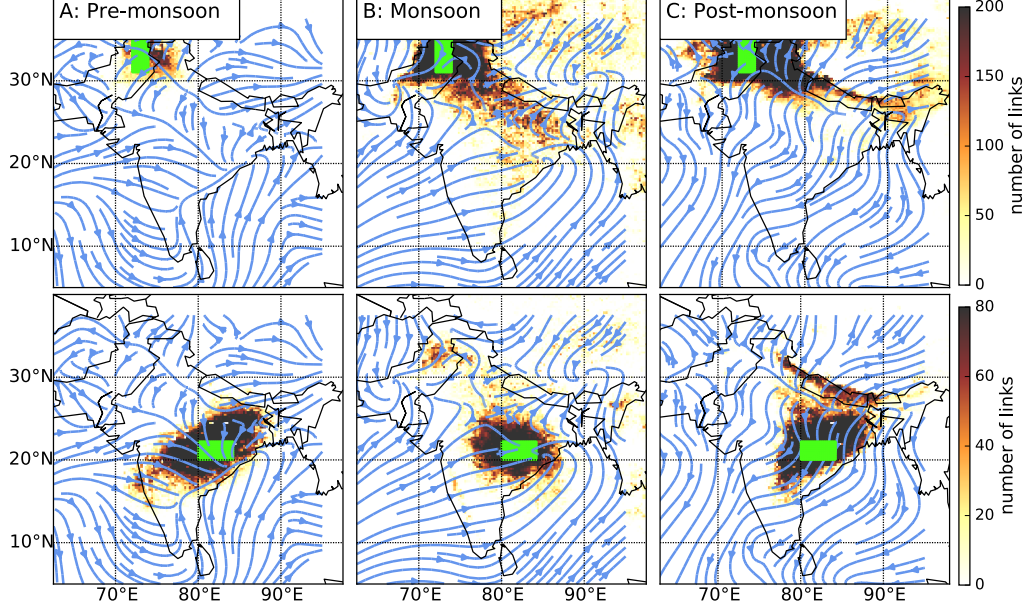 A: Pre-monsoon
B: Monsoon
C: Post-monsoon
200
150
100
50
0
number of links
30°N
20°N
10°N
80
60
40
20
0
number of links
30°N
20°N
10°N
70°E
80°E
90°E
70°E
80°E
90°E
70°E
80°E
90°E